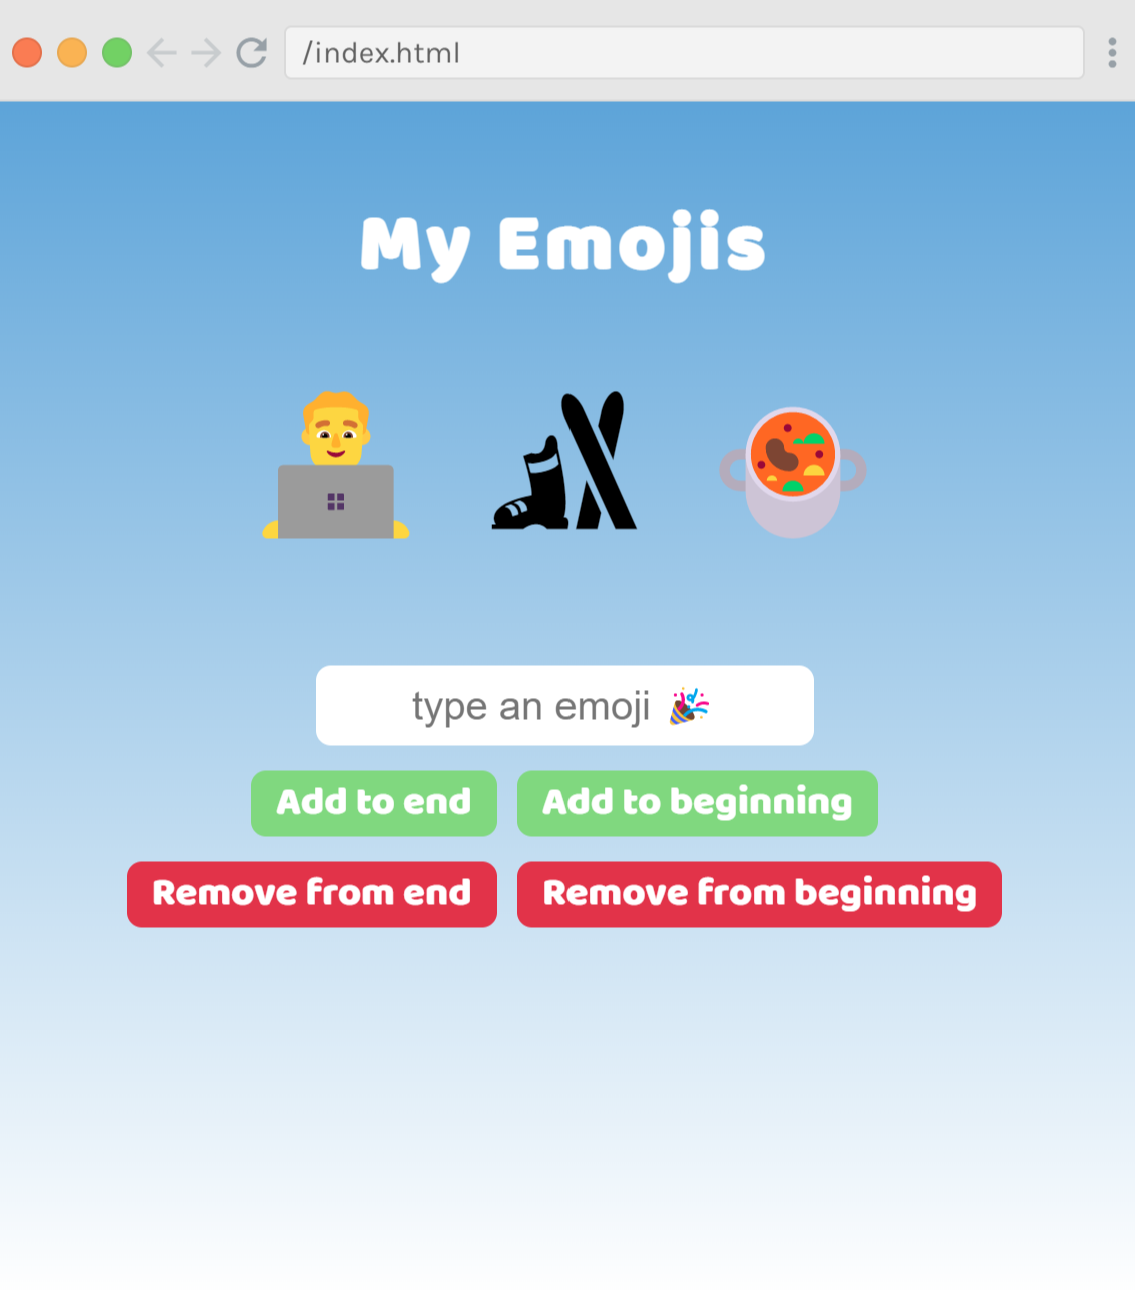 /index.html
My Emojis
type an emoji 🎉
Add to end
Add to beginning
Remove from end
Remove from beginning